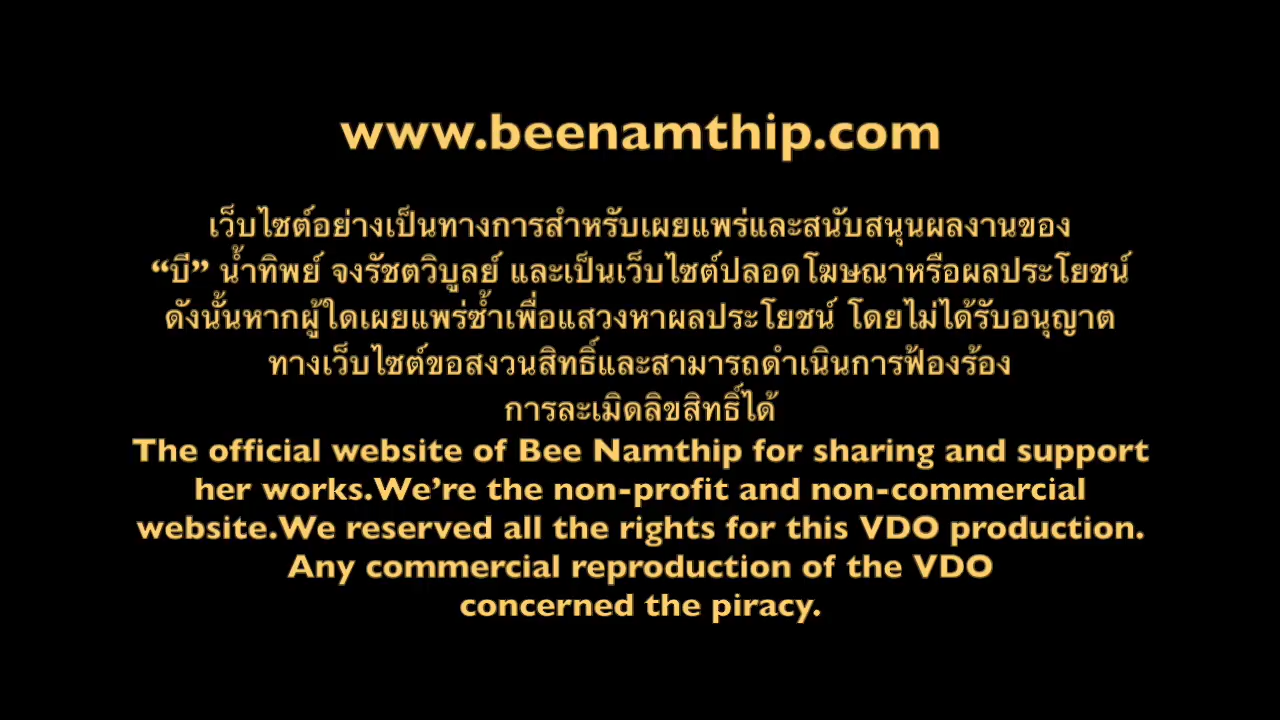 www.beenamthip.com
เว็บไซต์อย่างเป็นทางการสำหรับเผยแพร่และสนับสนุนผลงานของ
“บี” น้ำทิพย์ จงรัชตวิบูลย์ และเป็นเว็บไซต์ปลอดโฆษณาหรือผลประโยชน์
ดังนั้นหากผู้ใดเผยแพร่ซ้ำเพื่อแสวงหาผลประโยชน์ โดยไม่ได้รับอนุญาต
ทางเว็บไซต์ขอสงวนสิทธิ์และสามารถดำเนินการฟ้องร้อง
การละเมิดลิขสิทธิ์ได้
The official website of Bee Namthip for sharing and support
her works.We’re the non-profit and non-commercial
website.We reserved all the rights for this VDO production.
Any commercial reproduction of the VDO
concerned the piracy.